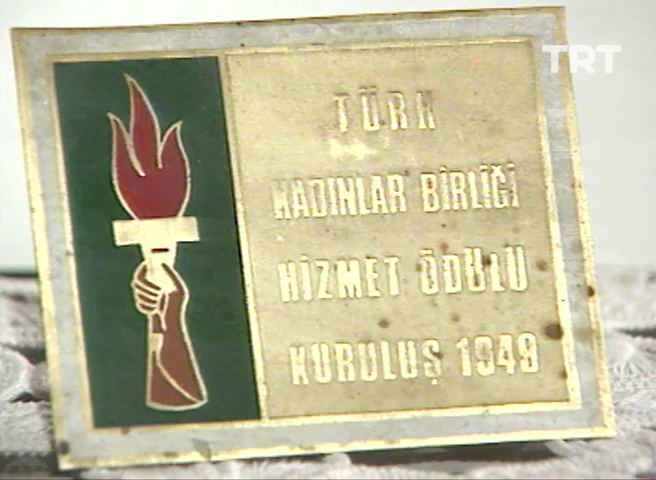 TRT
TÜRK
KADINLAR BİRLİĞİ
HİZMET ÖDÜLÜ
KURULUŞ 1949